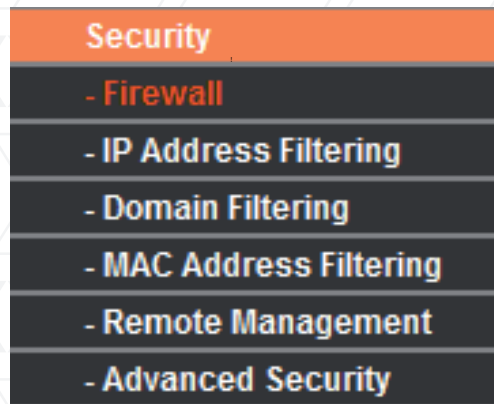 Security
- Firewall
- IP Address Filtering
- Domain Filtering
- MAC Address Filtering
- Remote Management
- Advanced Security